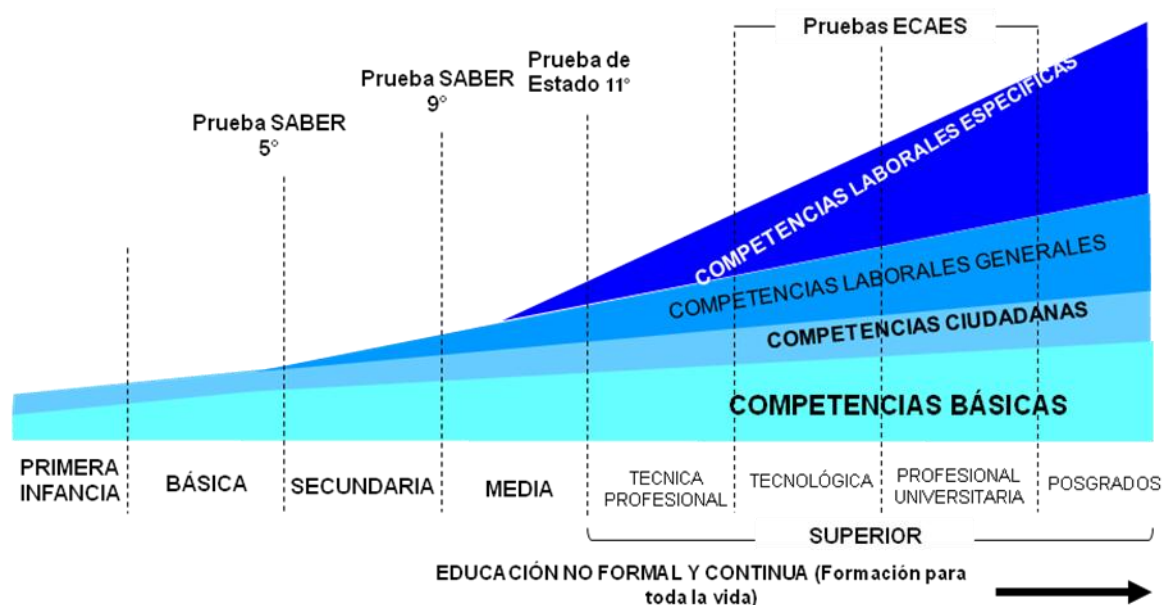 Pruebas ECAES
Prueba de
Estado 11°
Prueba SABER
9°
Prueba SABER
5°
COMPETENCIAS LABORALES ESPECÍFICAS
COMPETENCIAS LABORALES GENERALES
COMPETENCIAS CIUDADANAS
COMPETENCIAS BÁSICAS
PRIMERA
INFANCIA
BÁSICA
SECUNDARIA
MEDIA
TECNICA
PROFESIONAL
TECNOLÓGICA
PROFESIONAL
UNIVERSITARIA
POSGRADOS
SUPERIOR
EDUCACIÓN NO FORMAL Y CONTINUA (Formación para
toda la vida)